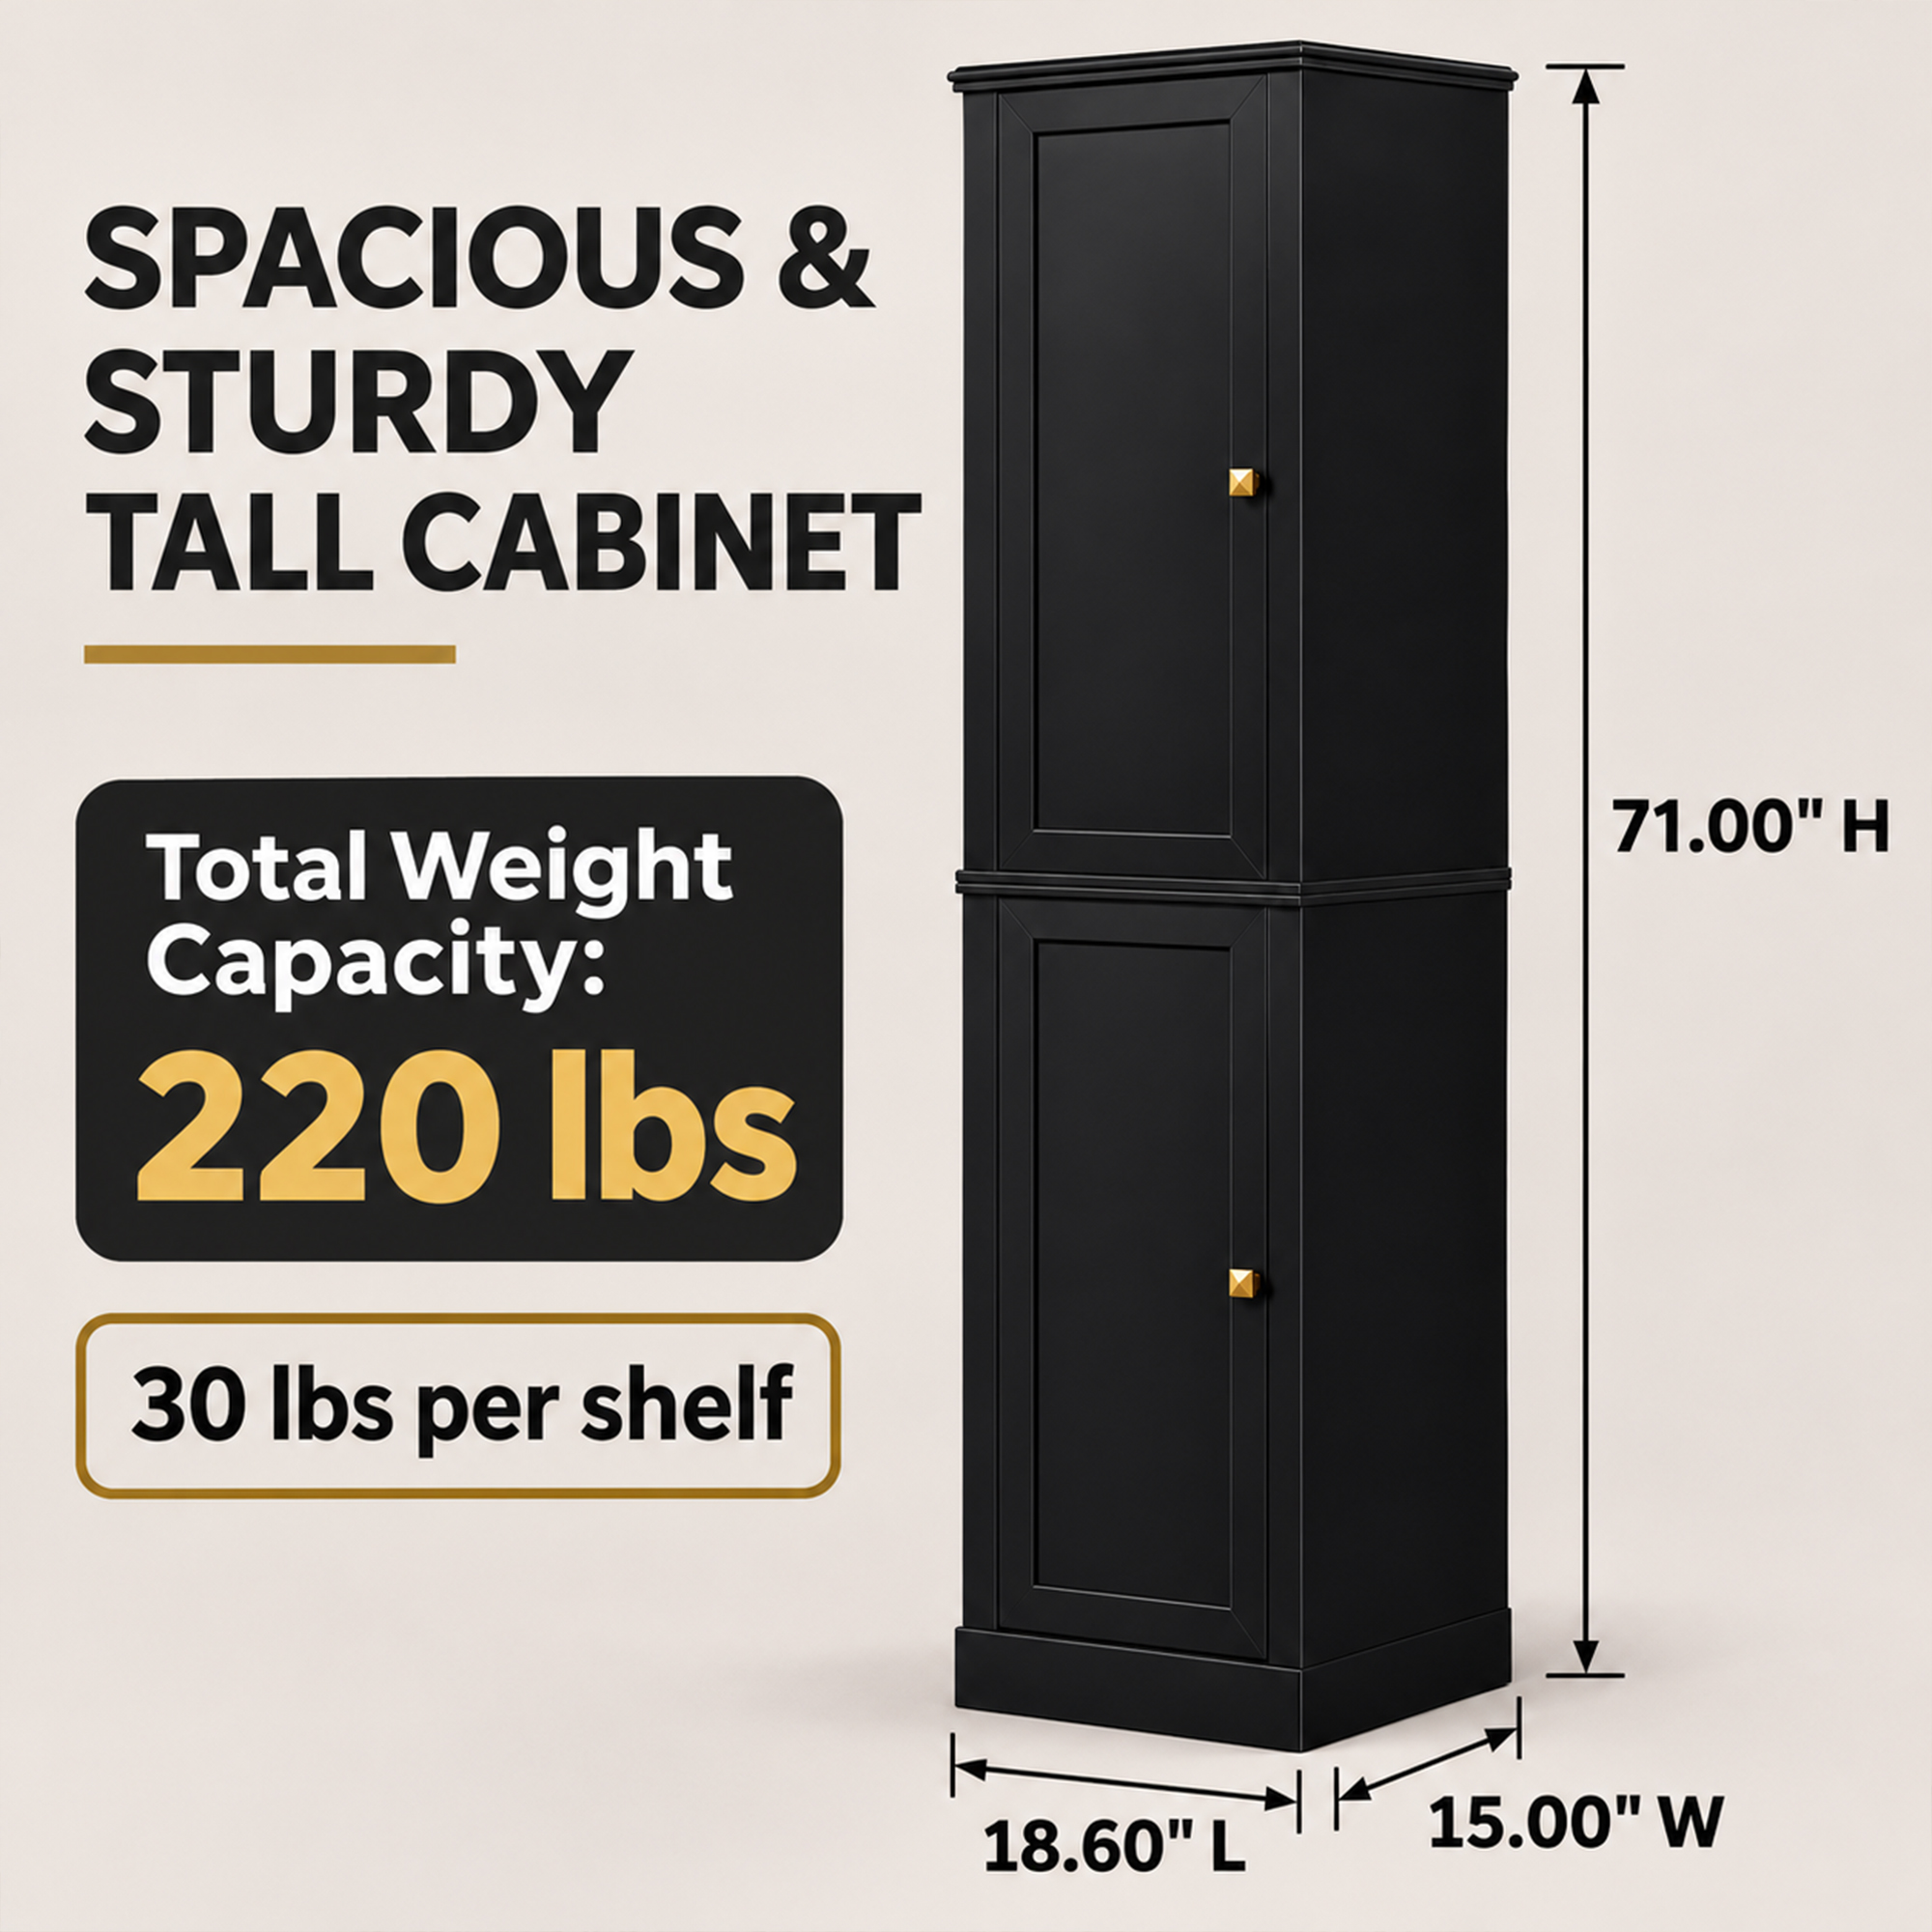 SPACIOUS &
STURDY
TALL CABINET
Total Weight
Capacity:
220 lbs
30 lbs per shelf
71.00" H
18.60" L
15.00" W